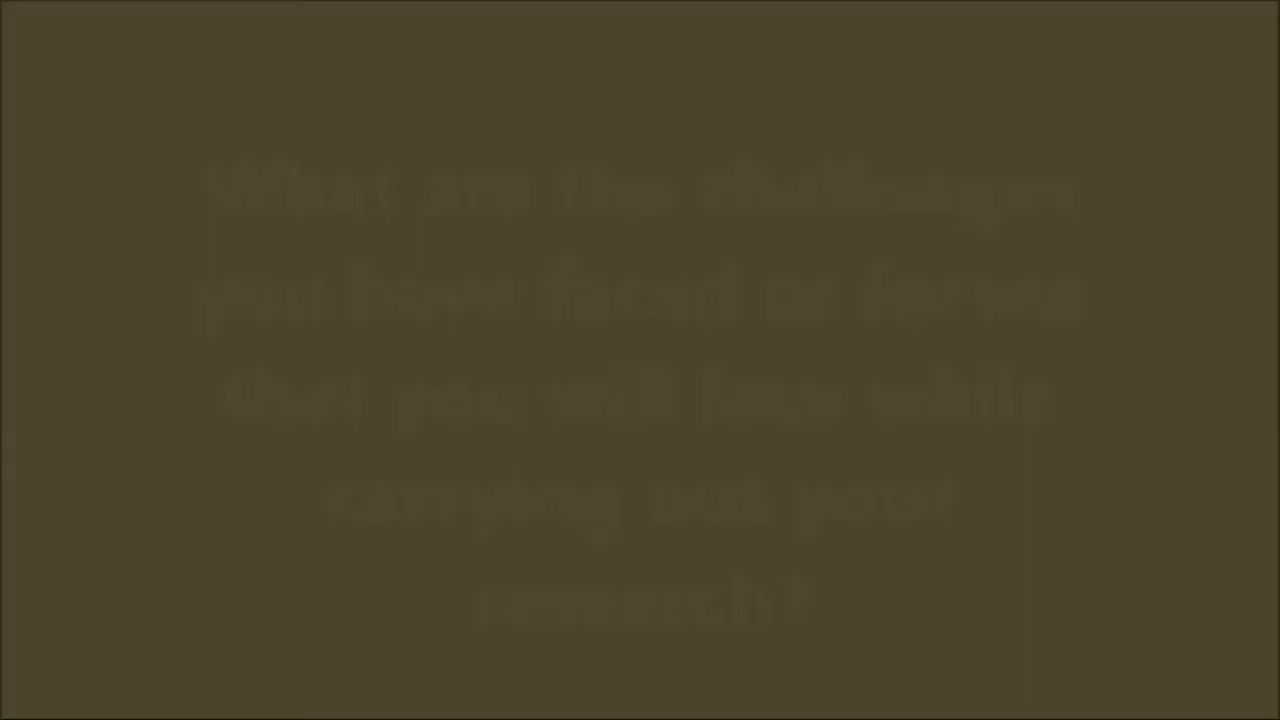 What are the challenges
you have faced or foresee
that you will face while
carrying out your
research?